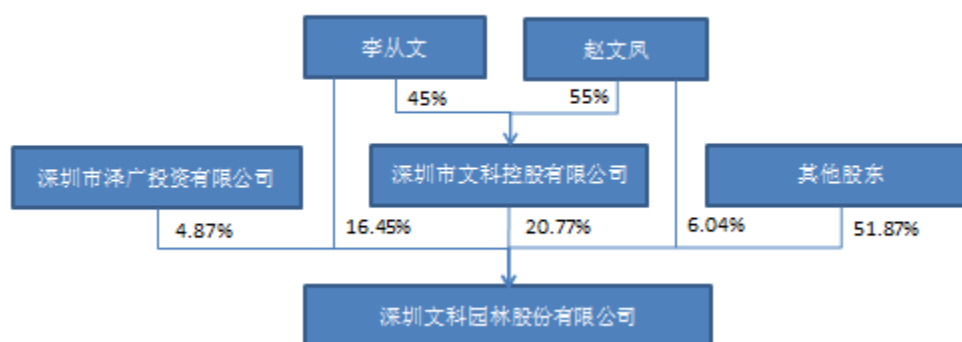 李从文
赵文凤
45%
55%
深圳市泽广投资有限公司
深圳市文科控股有限公司
其他股东
4.87%
16.45%
20.77%
6.04%
51.87%
深圳文科园林股份有限公司